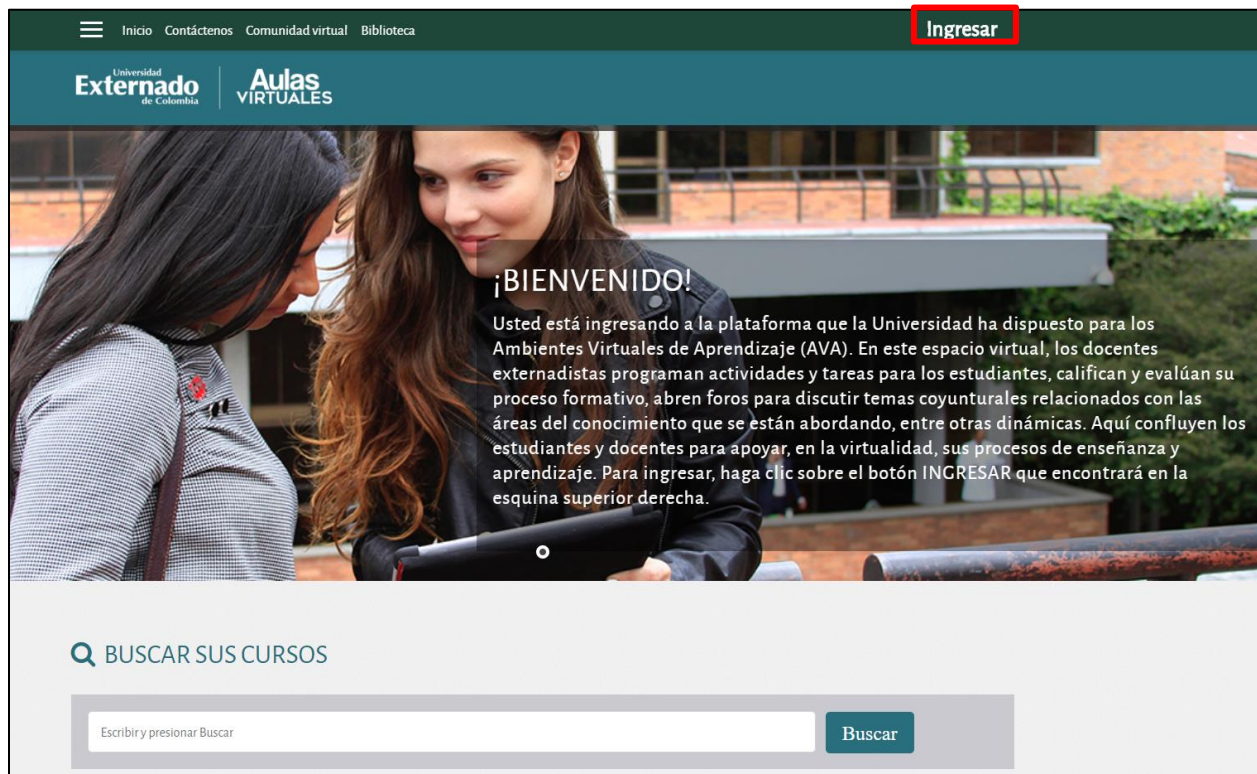 Inicio Contáctenos Comunidad virtual Biblioteca Ingresar
Universidad
Externado
de Colombia
Aulas
VIRTUALES
¡BIENVENIDO!
Usted está ingresando a la plataforma que la Universidad ha dispuesto para los
Ambientes Virtuales de Aprendizaje (AVA). En este espacio virtual, los docentes
externadistas programan actividades y tareas para los estudiantes, califican y evalúan su
proceso formativo, abren foros para discutir temas coyunturales relacionados con las
áreas del conocimiento que se están abordando, entre otras dinámicas. Aquí confluyen los
estudiantes y docentes para apoyar, en la virtualidad, sus procesos de enseñanza y
aprendizaje. Para ingresar, haga clic sobre el botón INGRESAR que encontrará en la
esquina superior derecha.
BUSCAR SUS CURSOS
Escribir y presionar Buscar Buscar